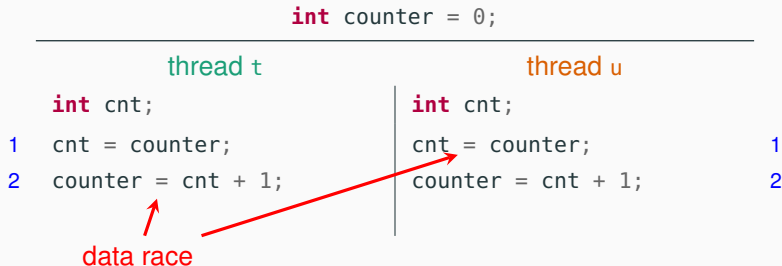 int counter = 0;
thread t thread u
int cnt; int cnt;
1 cnt = counter; cnt = counter; 1
2 counter = cnt + 1; counter = cnt + 1; 2
data race